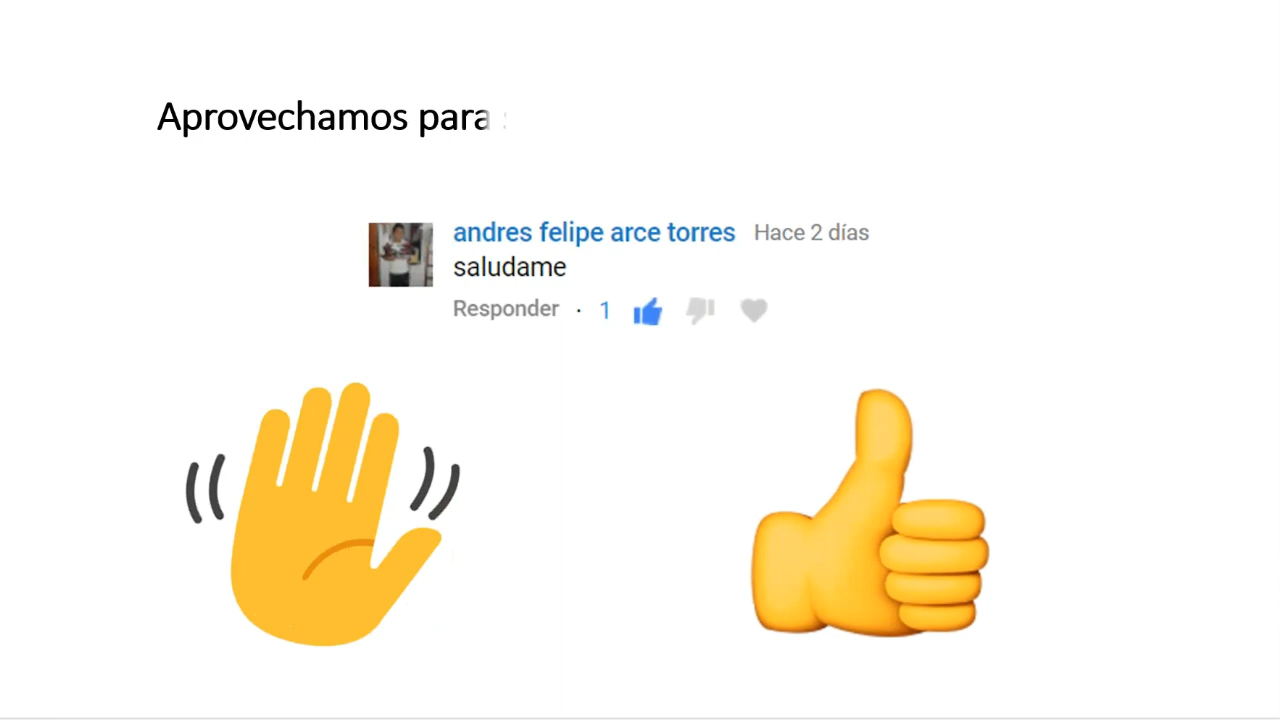 Aprovechamos para
andres felipe arce torres Hace 2 días
saludame
Responder · 1